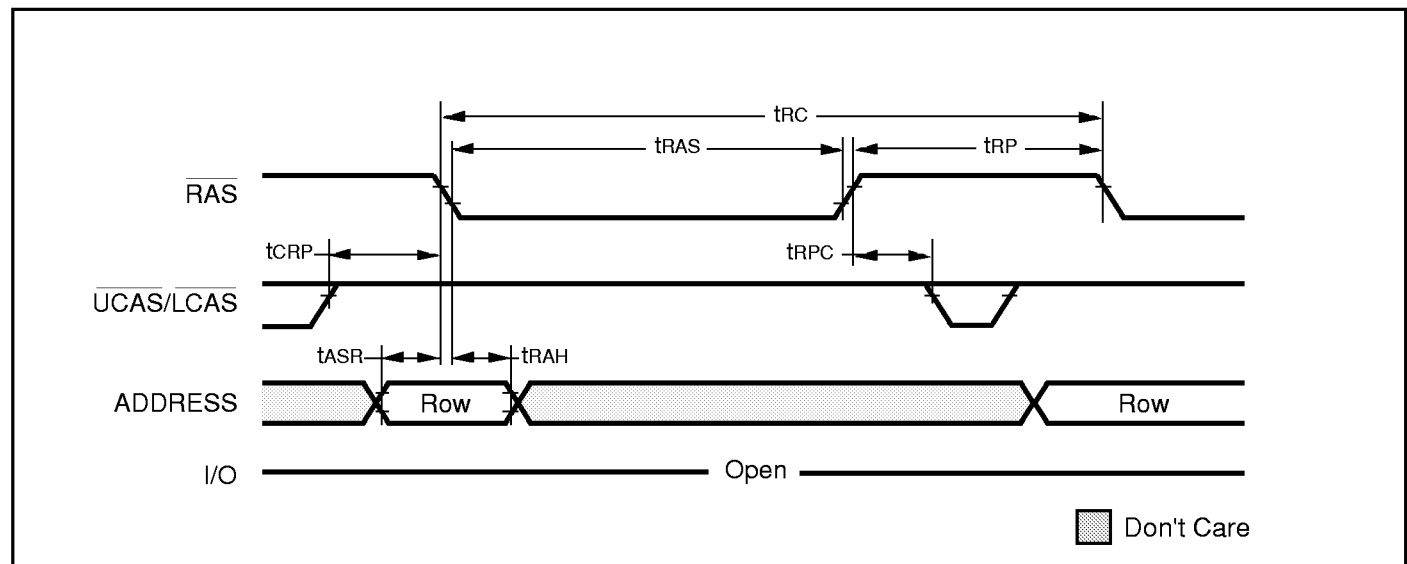 tRC
tRAS
tRP
RAS
tCRP
tRPC
UCAS/LCAS
tASR
tRAH
ADDRESS
Row
Row
I/O
Open
Don't Care